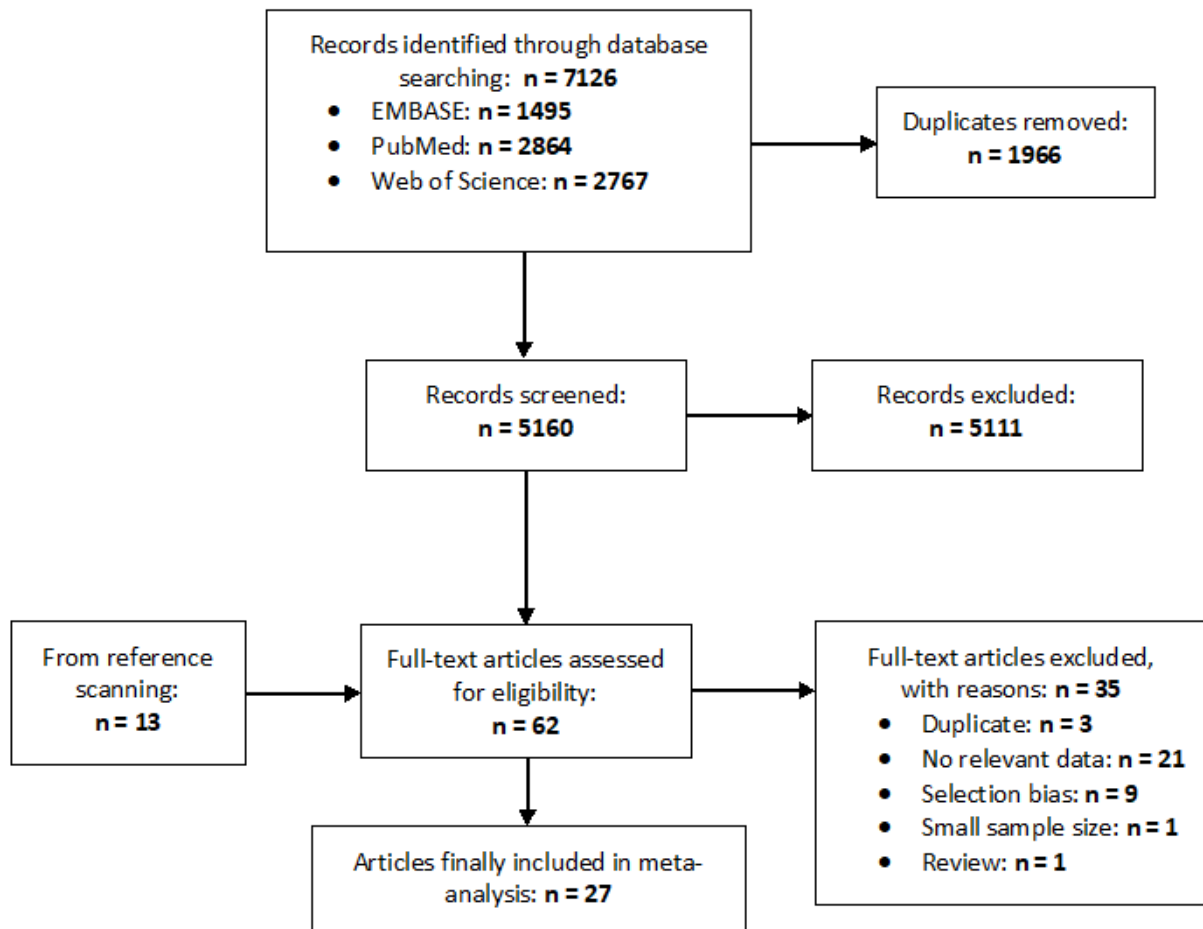 Records identified through database
searching: n = 7126
• EMBASE: n = 1495
• PubMed: n = 2864
• Web of Science: n = 2767
Duplicates removed:
n = 1966
Records screened:
n = 5160
Records excluded:
n = 5111
From reference
scanning:
n = 13
Full-text articles assessed
for eligibility:
n = 62
Full-text articles excluded,
with reasons: n = 35
• Duplicate: n = 3
• No relevant data: n = 21
• Selection bias: n = 9
• Small sample size: n = 1
• Review: n = 1
Articles finally included in meta-
analysis: n = 27